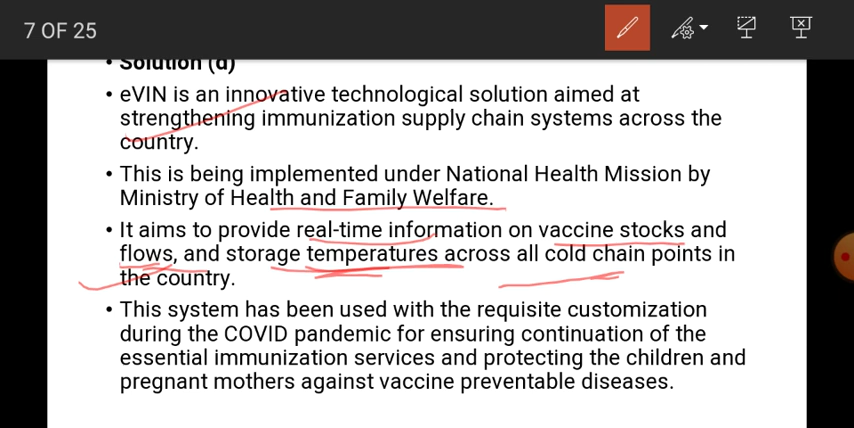 7 OF 25
• Solution (d)
• eVIN is an innovative technological solution aimed at
strengthening immunization supply chain systems across the
country.
• This is being implemented under National Health Mission by
Ministry of Health and Family Welfare.
• It aims to provide real-time information on vaccine stocks and
flows, and storage temperatures across all cold chain points in
the country.
• This system has been used with the requisite customization
during the COVID pandemic for ensuring continuation of the
essential immunization services and protecting the children and
pregnant mothers against vaccine preventable diseases.